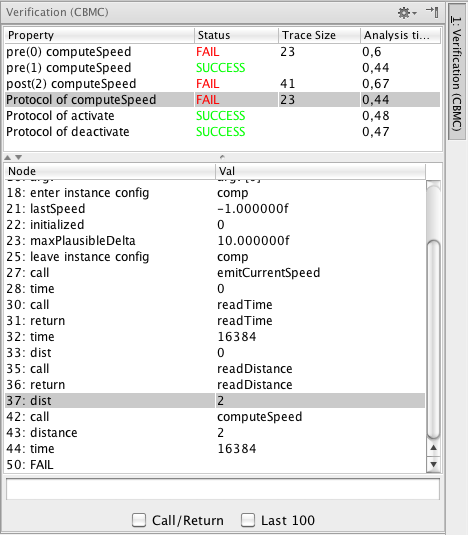 Verification (CBMC)
Property Status Trace Size Analysis ti...
pre(0) computeSpeed FAIL 23 0,6
pre(1) computeSpeed SUCCESS 0,44
post(2) computeSpeed FAIL 41 0,67
Protocol of computeSpeed FAIL 23 0,44
Protocol of activate SUCCESS 0,48
Protocol of deactivate SUCCESS 0,47
Node Val
18: enter instance config comp
21: lastSpeed -1.000000f
22: initialized 0
23: maxPlausibleDelta 10.000000f
25: leave instance config comp
27: call emitCurrentSpeed
28: time 0
30: call readTime
31: return readTime
32: time 16384
33: dist 0
35: call readDistance
36: return readDistance
37: dist 2
42: call computeSpeed
43: distance 2
44: time 16384
50: FAIL
Call/Return Last 100
1: Verification (CBMC)